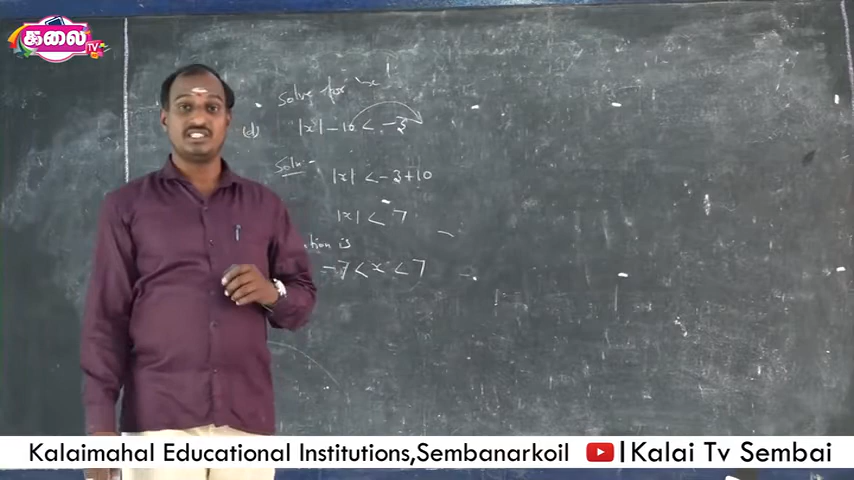 கலை TV
Solve for 'x'
(d) |x| - 10 < -3
Soln:-
|x| < -3+10
|x| < 7
ution is
-7 < x < 7
Kalaimahal Educational Institutions,Sembanarkoil
|Kalai Tv Sembai